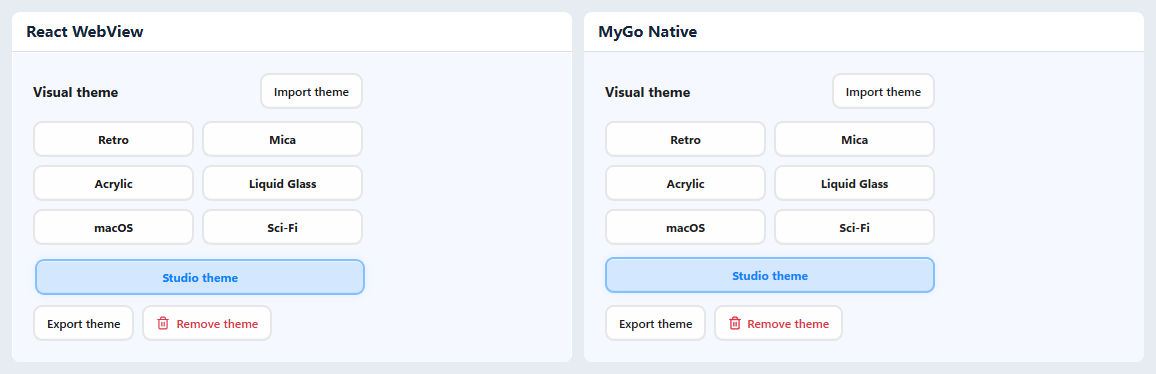 React WebView
Visual theme
Import theme
Retro
Mica
Acrylic
Liquid Glass
macOS
Sci-Fi
Studio theme
Export theme
Remove theme
MyGo Native
Visual theme
Import theme
Retro
Mica
Acrylic
Liquid Glass
macOS
Sci-Fi
Studio theme
Export theme
Remove theme